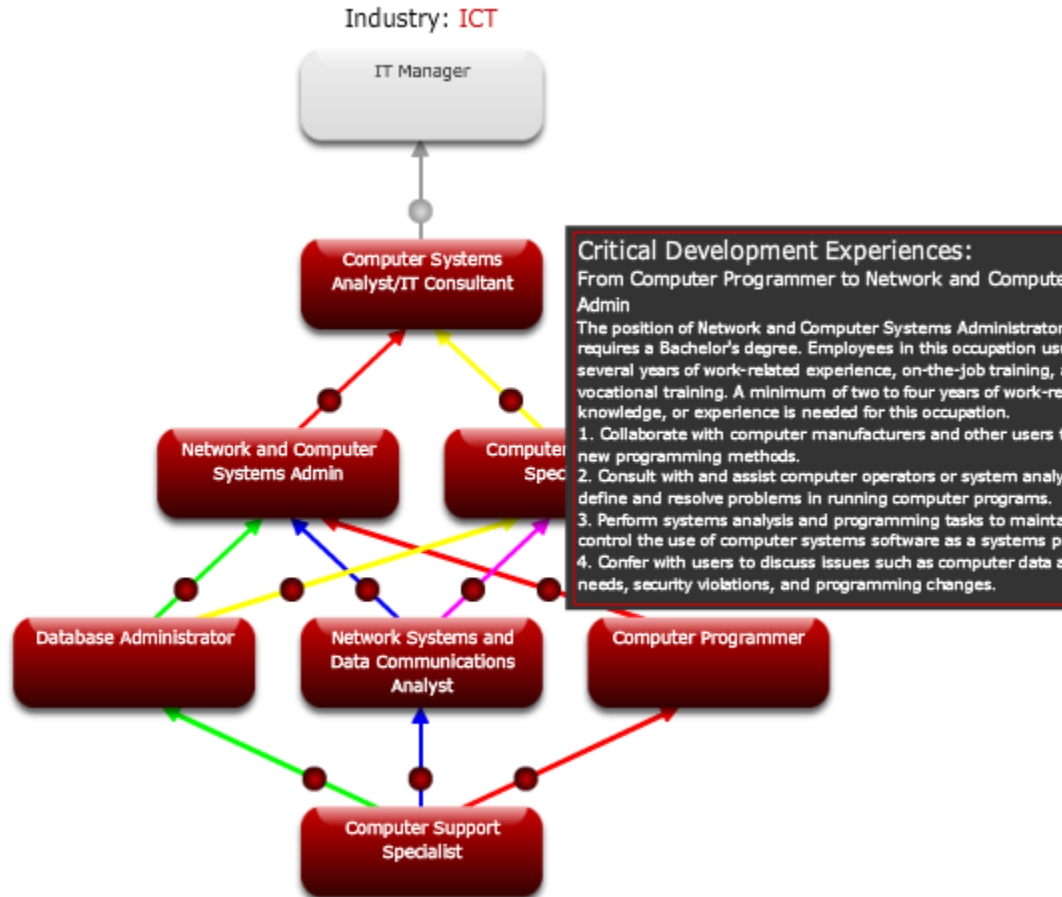 Industry: ICT
IT Manager
Computer Systems
Analyst/IT Consultant
Critical Development Experiences:
From Computer Programmer to Network and Compute
Admin
The position of Network and Computer Systems Administrator
requires a Bachelor's degree. Employees in this occupation usu
several years of work-related experience, on-the-job training, a
vocational training. A minimum of two to four years of work-re
knowledge, or experience is needed for this occupation.
1. Collaborate with computer manufacturers and other users t
new programming methods.
2. Consult with and assist computer operators or system analy
define and resolve problems in running computer programs.
3. Perform systems analysis and programming tasks to mainta
control the use of computer systems software as a systems p
4. Confer with users to discuss issues such as computer data a
needs, security violations, and programming changes.
Network and Computer
Systems Admin
Computer
Spec
Database Administrator
Network Systems and
Data Communications
Analyst
Computer Programmer
Computer Support
Specialist